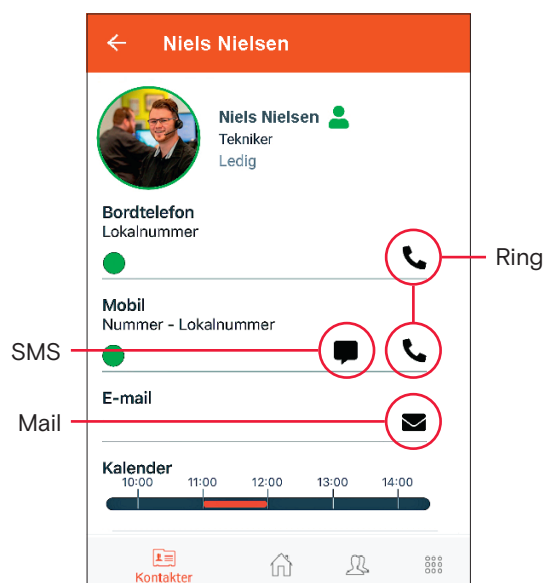 Niels Nielsen
Niels Nielsen
Tekniker
Ledig
Bordtelefon
Lokalnummer
Ring
Mobil
Nummer - Lokalnummer
SMS
E-mail
Mail
Kalender
10:00 11:00 12:00 13:00 14:00
Kontakter